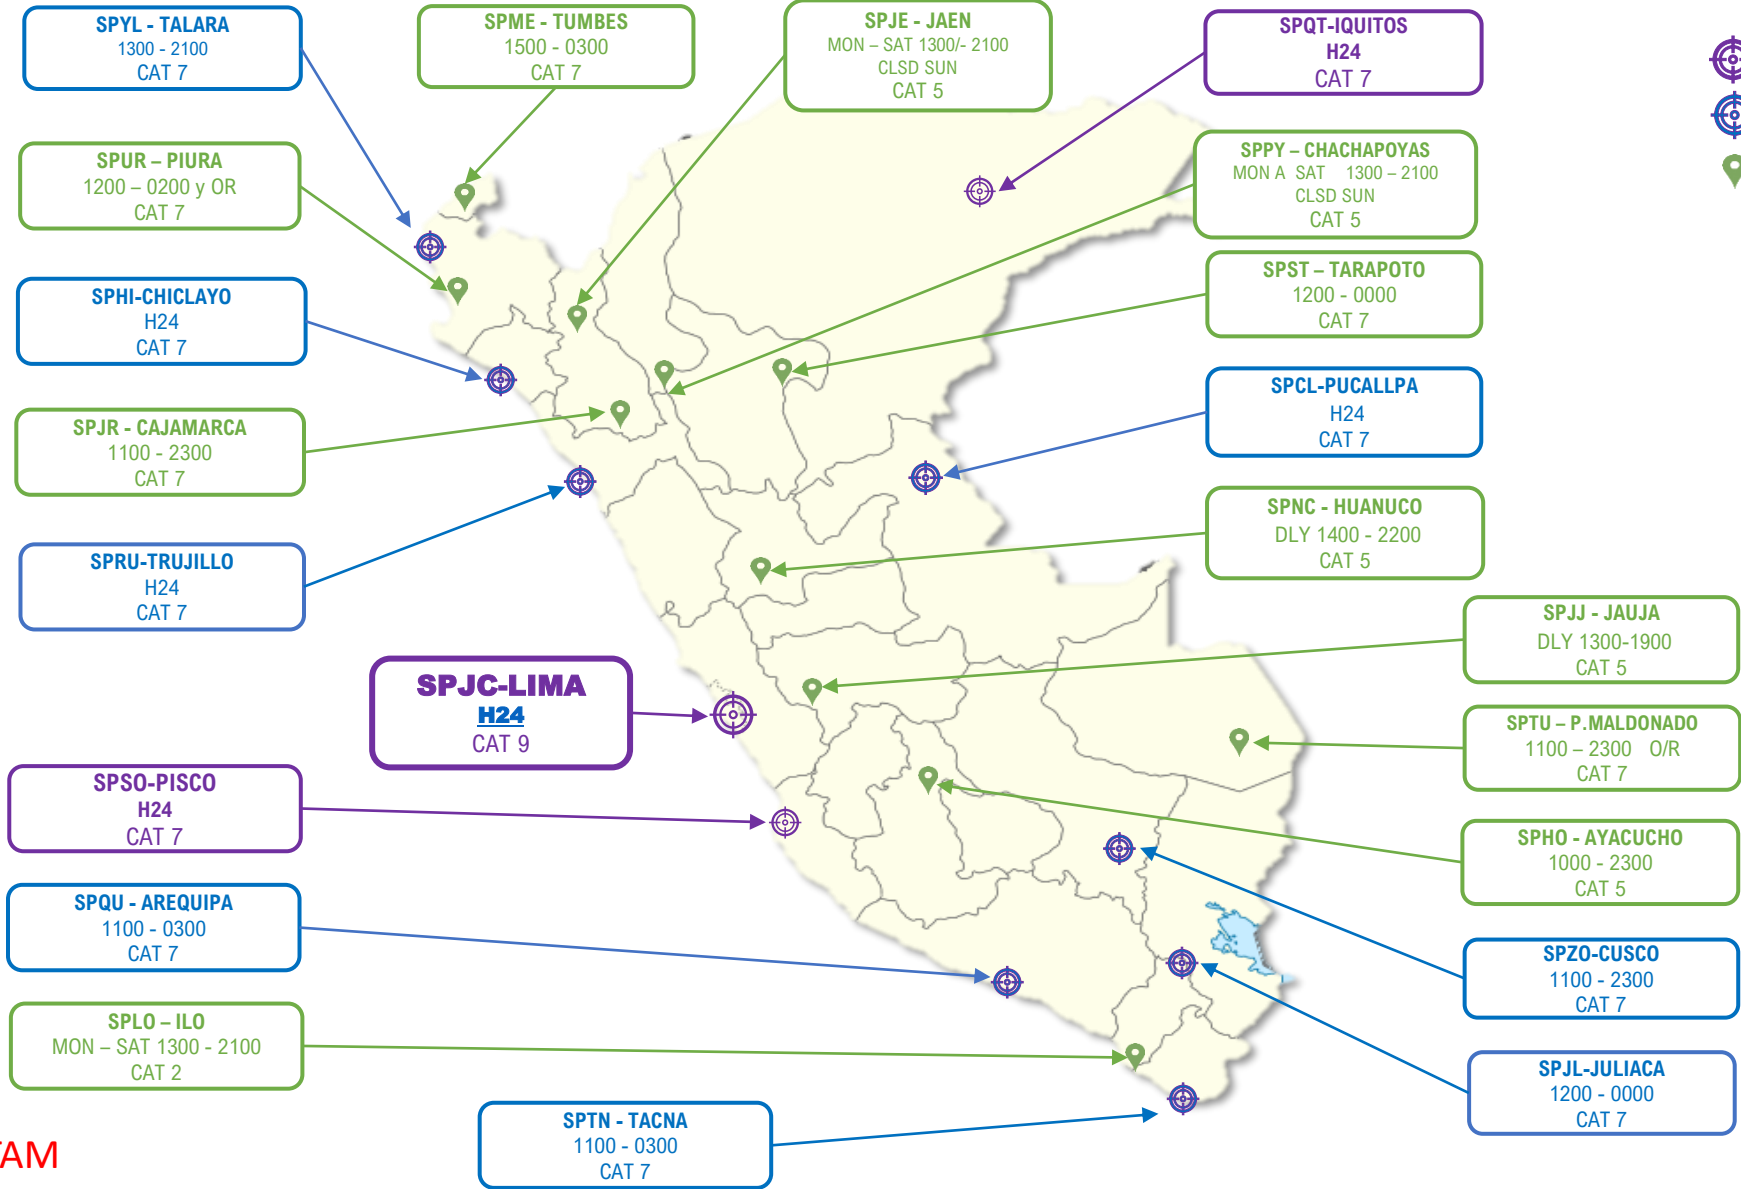 SPYL - TALARA
1300 - 2100
CAT 7
SPME - TUMBES
1500 - 0300
CAT 7
SPJE - JAEN
MON – SAT 1300/- 2100
CLSD SUN
CAT 5
SPQT-IQUITOS
H24
CAT 7
SPUR – PIURA
1200 – 0200 y OR
CAT 7
SPPY – CHACHAPOYAS
MON A SAT 1300 – 2100
CLSD SUN
CAT 5
SPHI-CHICLAYO
H24
CAT 7
SPST – TARAPOTO
1200 - 0000
CAT 7
SPJR - CAJAMARCA
1100 - 2300
CAT 7
SPCL-PUCALLPA
H24
CAT 7
SPRU-TRUJILLO
H24
CAT 7
SPNC - HUANUCO
DLY 1400 - 2200
CAT 5
SPJC-LIMA
H24
CAT 9
SPJJ - JAUJA
DLY 1300-1900
CAT 5
SPTU – P.MALDONADO
1100 – 2300 O/R
CAT 7
SPSO-PISCO
H24
CAT 7
SPHO - AYACUCHO
1000 - 2300
CAT 5
SPQU - AREQUIPA
1100 - 0300
CAT 7
SPZO-CUSCO
1100 - 2300
CAT 7
SPLO – ILO
MON – SAT 1300 - 2100
CAT 2
SPJL-JULIACA
1200 - 0000
CAT 7
SPTN - TACNA
1100 - 0300
CAT 7
TAM